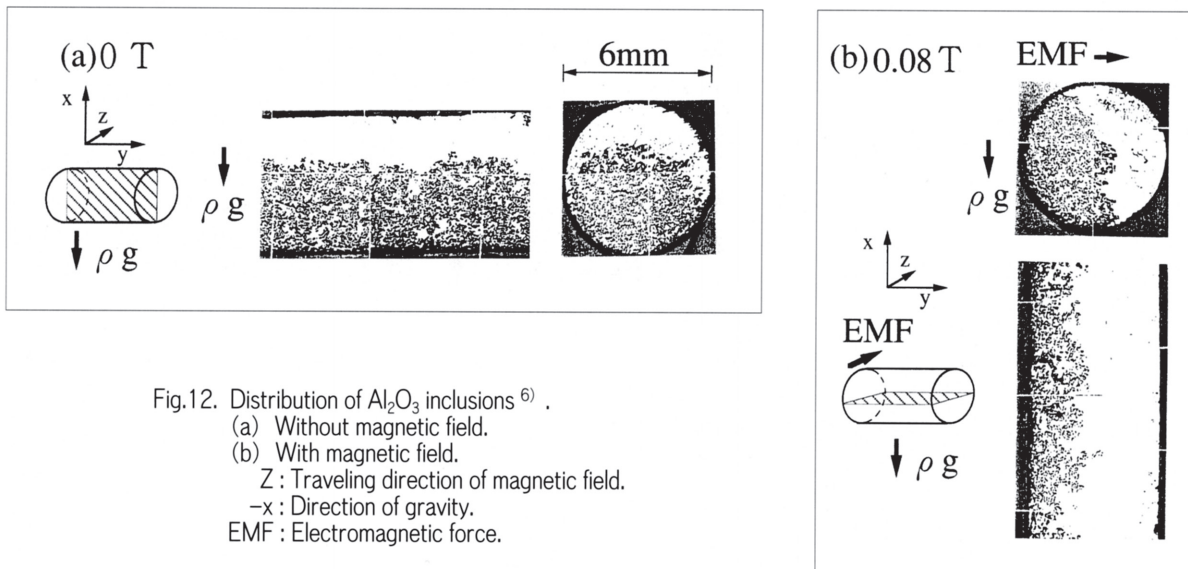 (a) 0 T
x
z
y
ρ g
ρ g
6mm
(b) 0.08 T
EMF
ρ g
x
z
y
EMF
ρ g
Fig.12. Distribution of Al₂O₃ inclusions ⁶⁾ .
(a) Without magnetic field.
(b) With magnetic field.
Z : Traveling direction of magnetic field.
−x : Direction of gravity.
EMF : Electromagnetic force.